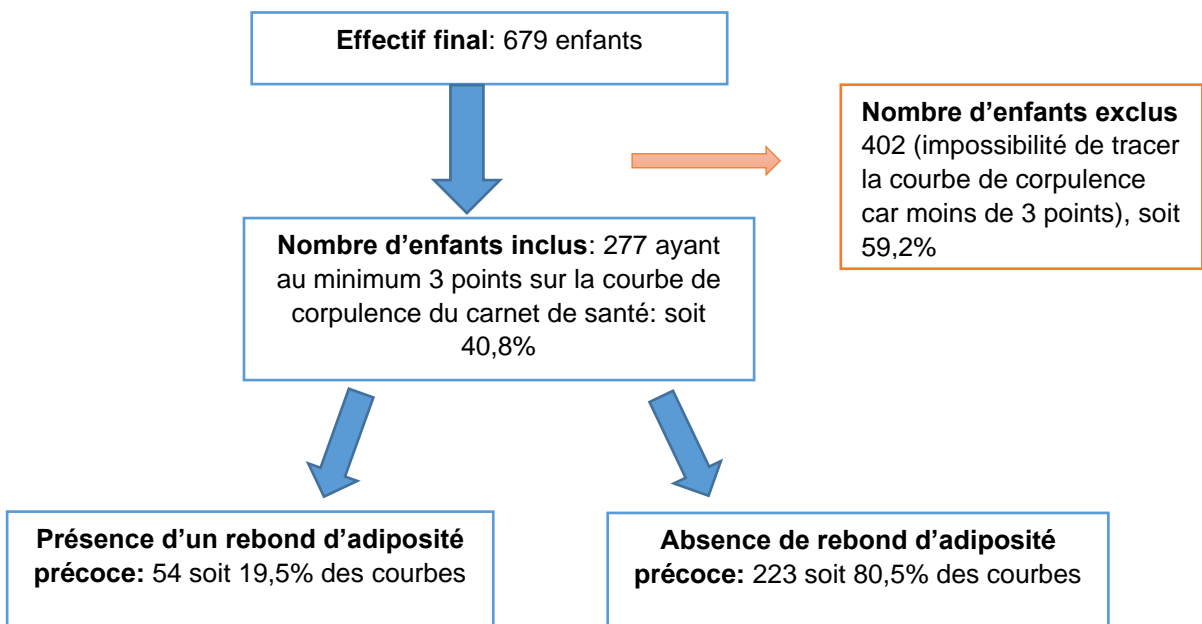 Effectif final: 679 enfants
Nombre d’enfants exclus
402 (impossibilité de tracer
la courbe de corpulence
car moins de 3 points), soit
59,2%
Nombre d’enfants inclus: 277 ayant
au minimum 3 points sur la courbe de
corpulence du carnet de santé: soit
40,8%
Présence d’un rebond d’adiposité
précoce: 54 soit 19,5% des courbes
Absence de rebond d’adiposité
précoce: 223 soit 80,5% des courbes